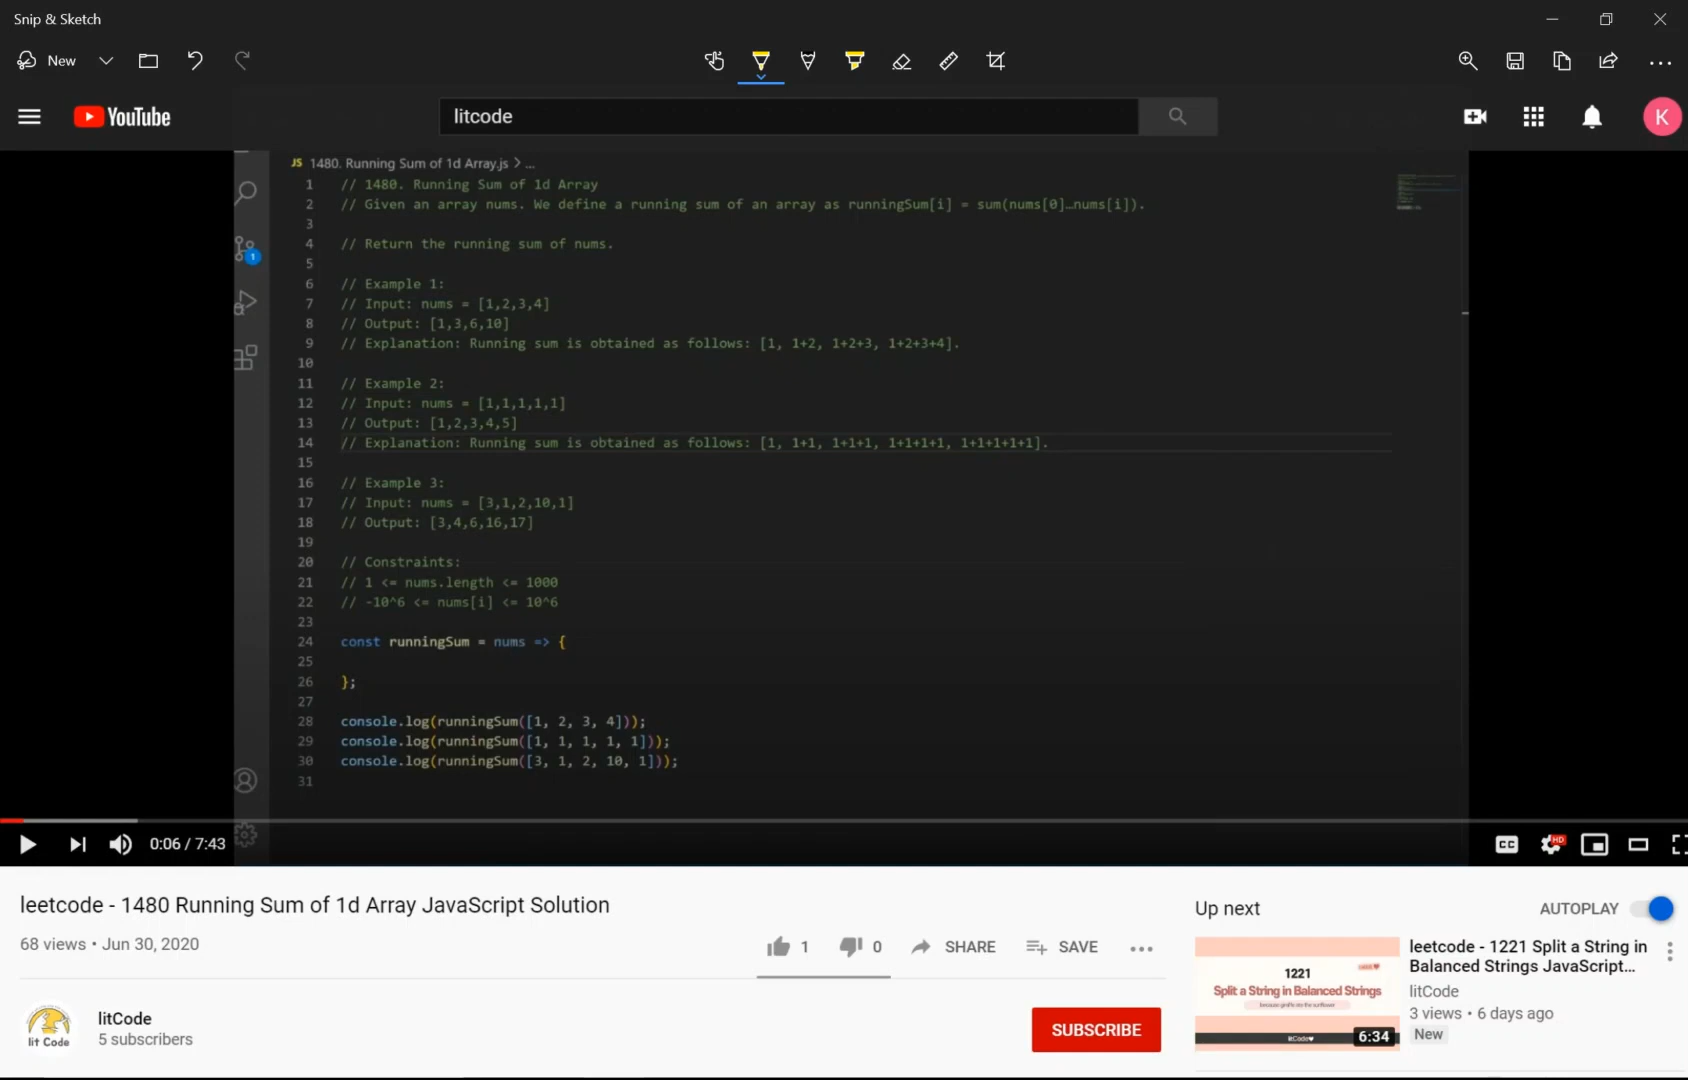 Snip & Sketch
New
YouTube
litcode
K
JS 1480. Running Sum of 1d Array.js > ...
1 // 1480. Running Sum of 1d Array
2 // Given an array nums. We define a running sum of an array as runningSum[i] = sum(nums[0]…nums[i]).
3
4 // Return the running sum of nums.
5
6 // Example 1:
7 // Input: nums = [1,2,3,4]
8 // Output: [1,3,6,10]
9 // Explanation: Running sum is obtained as follows: [1, 1+2, 1+2+3, 1+2+3+4].
10
11 // Example 2:
12 // Input: nums = [1,1,1,1,1]
13 // Output: [1,2,3,4,5]
14 // Explanation: Running sum is obtained as follows: [1, 1+1, 1+1+1, 1+1+1+1, 1+1+1+1+1].
15
16 // Example 3:
17 // Input: nums = [3,1,2,10,1]
18 // Output: [3,4,6,16,17]
19
20 // Constraints:
21 // 1 <= nums.length <= 1000
22 // -10^6 <= nums[i] <= 10^6
23
24 const runningSum = nums => {
25
26 };
27
28 console.log(runningSum([1, 2, 3, 4]));
29 console.log(runningSum([1, 1, 1, 1, 1]));
30 console.log(runningSum([3, 1, 2, 10, 1]));
31
1
0:06 / 7:43
CC
HD
leetcode - 1480 Running Sum of 1d Array JavaScript Solution
68 views • Jun 30, 2020
1 0 SHARE SAVE
lit Code
litCode
5 subscribers
SUBSCRIBE
Up next
AUTOPLAY
1221
Split a String in Balanced Strings
because giraffe ate the sunflower
litCode
6:34
leetcode - 1221 Split a String in
Balanced Strings JavaScript...
litCode
3 views • 6 days ago
New